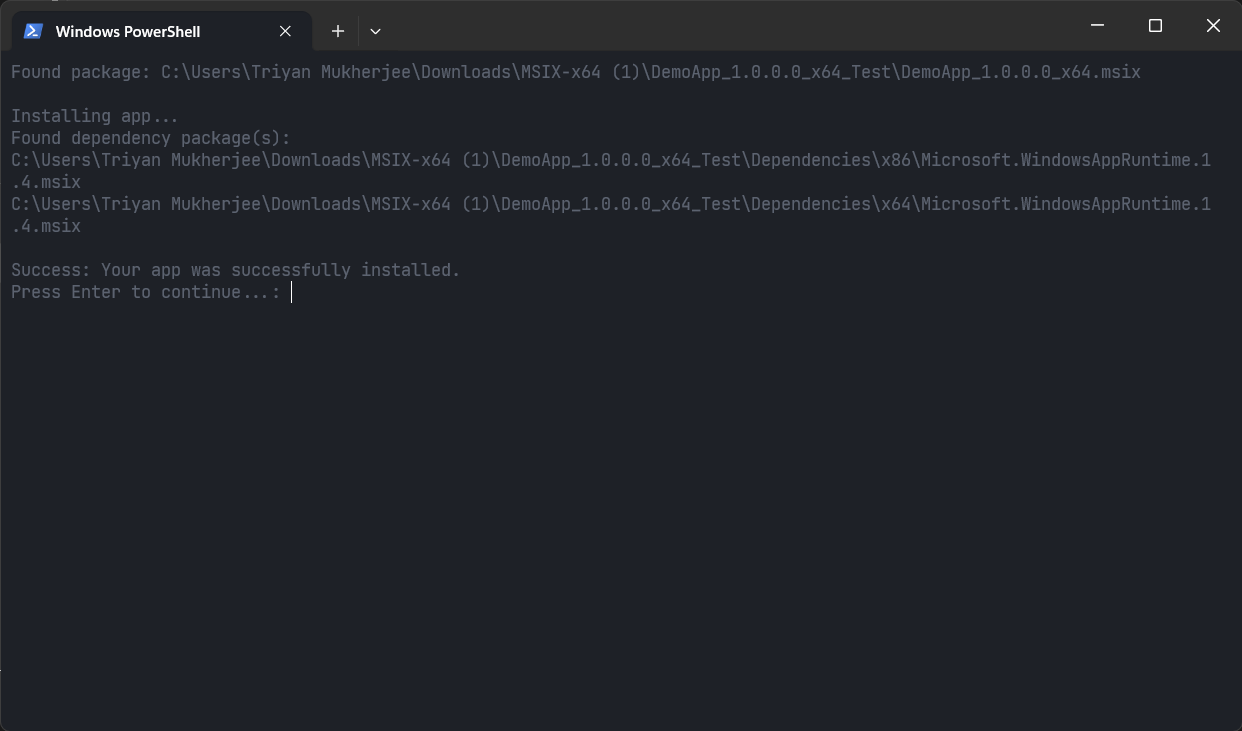 Windows PowerShell
Found package: C:\Users\Triyan Mukherjee\Downloads\MSIX-x64 (1)\DemoApp_1.0.0.0_x64_Test\DemoApp_1.0.0.0_x64.msix
Installing app...
Found dependency package(s):
C:\Users\Triyan Mukherjee\Downloads\MSIX-x64 (1)\DemoApp_1.0.0.0_x64_Test\Dependencies\x86\Microsoft.WindowsAppRuntime.1
.4.msix
C:\Users\Triyan Mukherjee\Downloads\MSIX-x64 (1)\DemoApp_1.0.0.0_x64_Test\Dependencies\x64\Microsoft.WindowsAppRuntime.1
.4.msix
Success: Your app was successfully installed.
Press Enter to continue...: